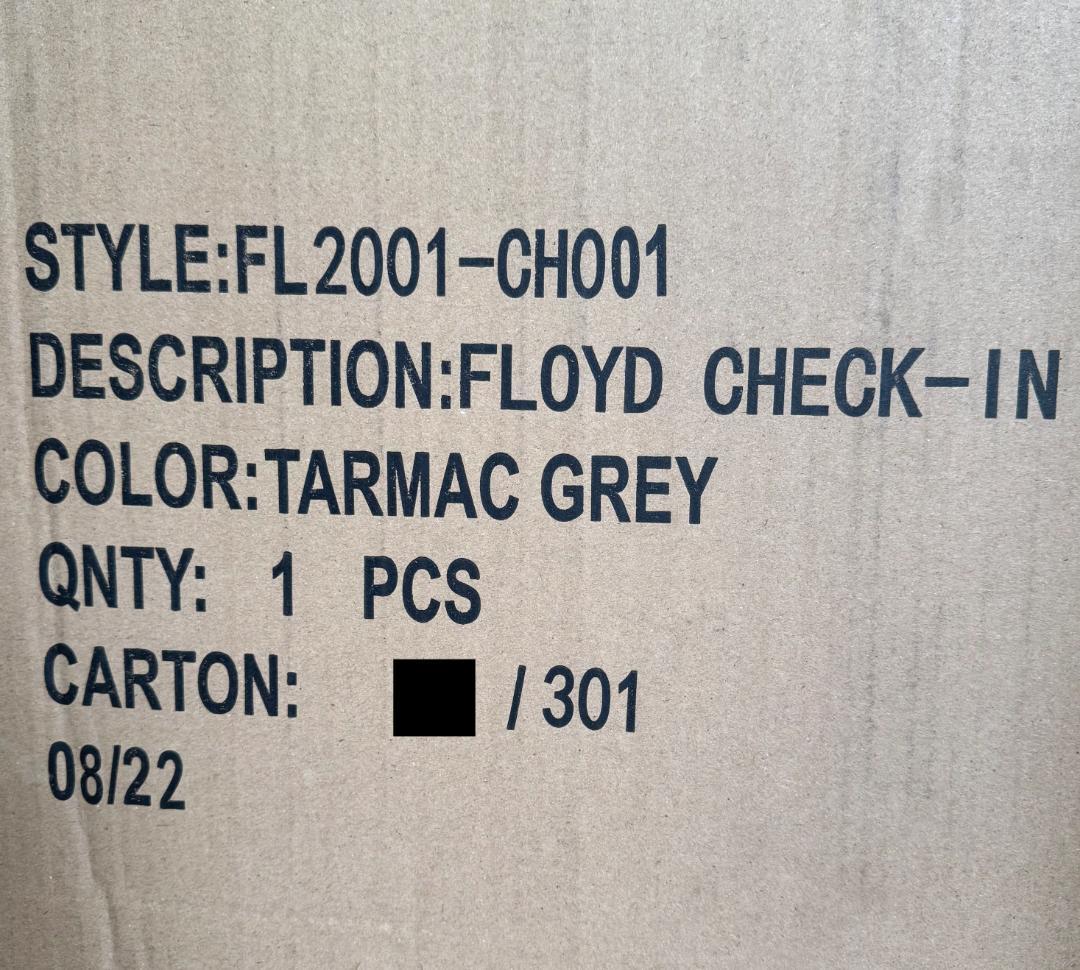 STYLE:FL2001-CH001
DESCRIPTION:FLOYD CHECK-IN
COLOR:TARMAC GREY
QNTY: 1 PCS
CARTON: / 301
08/22